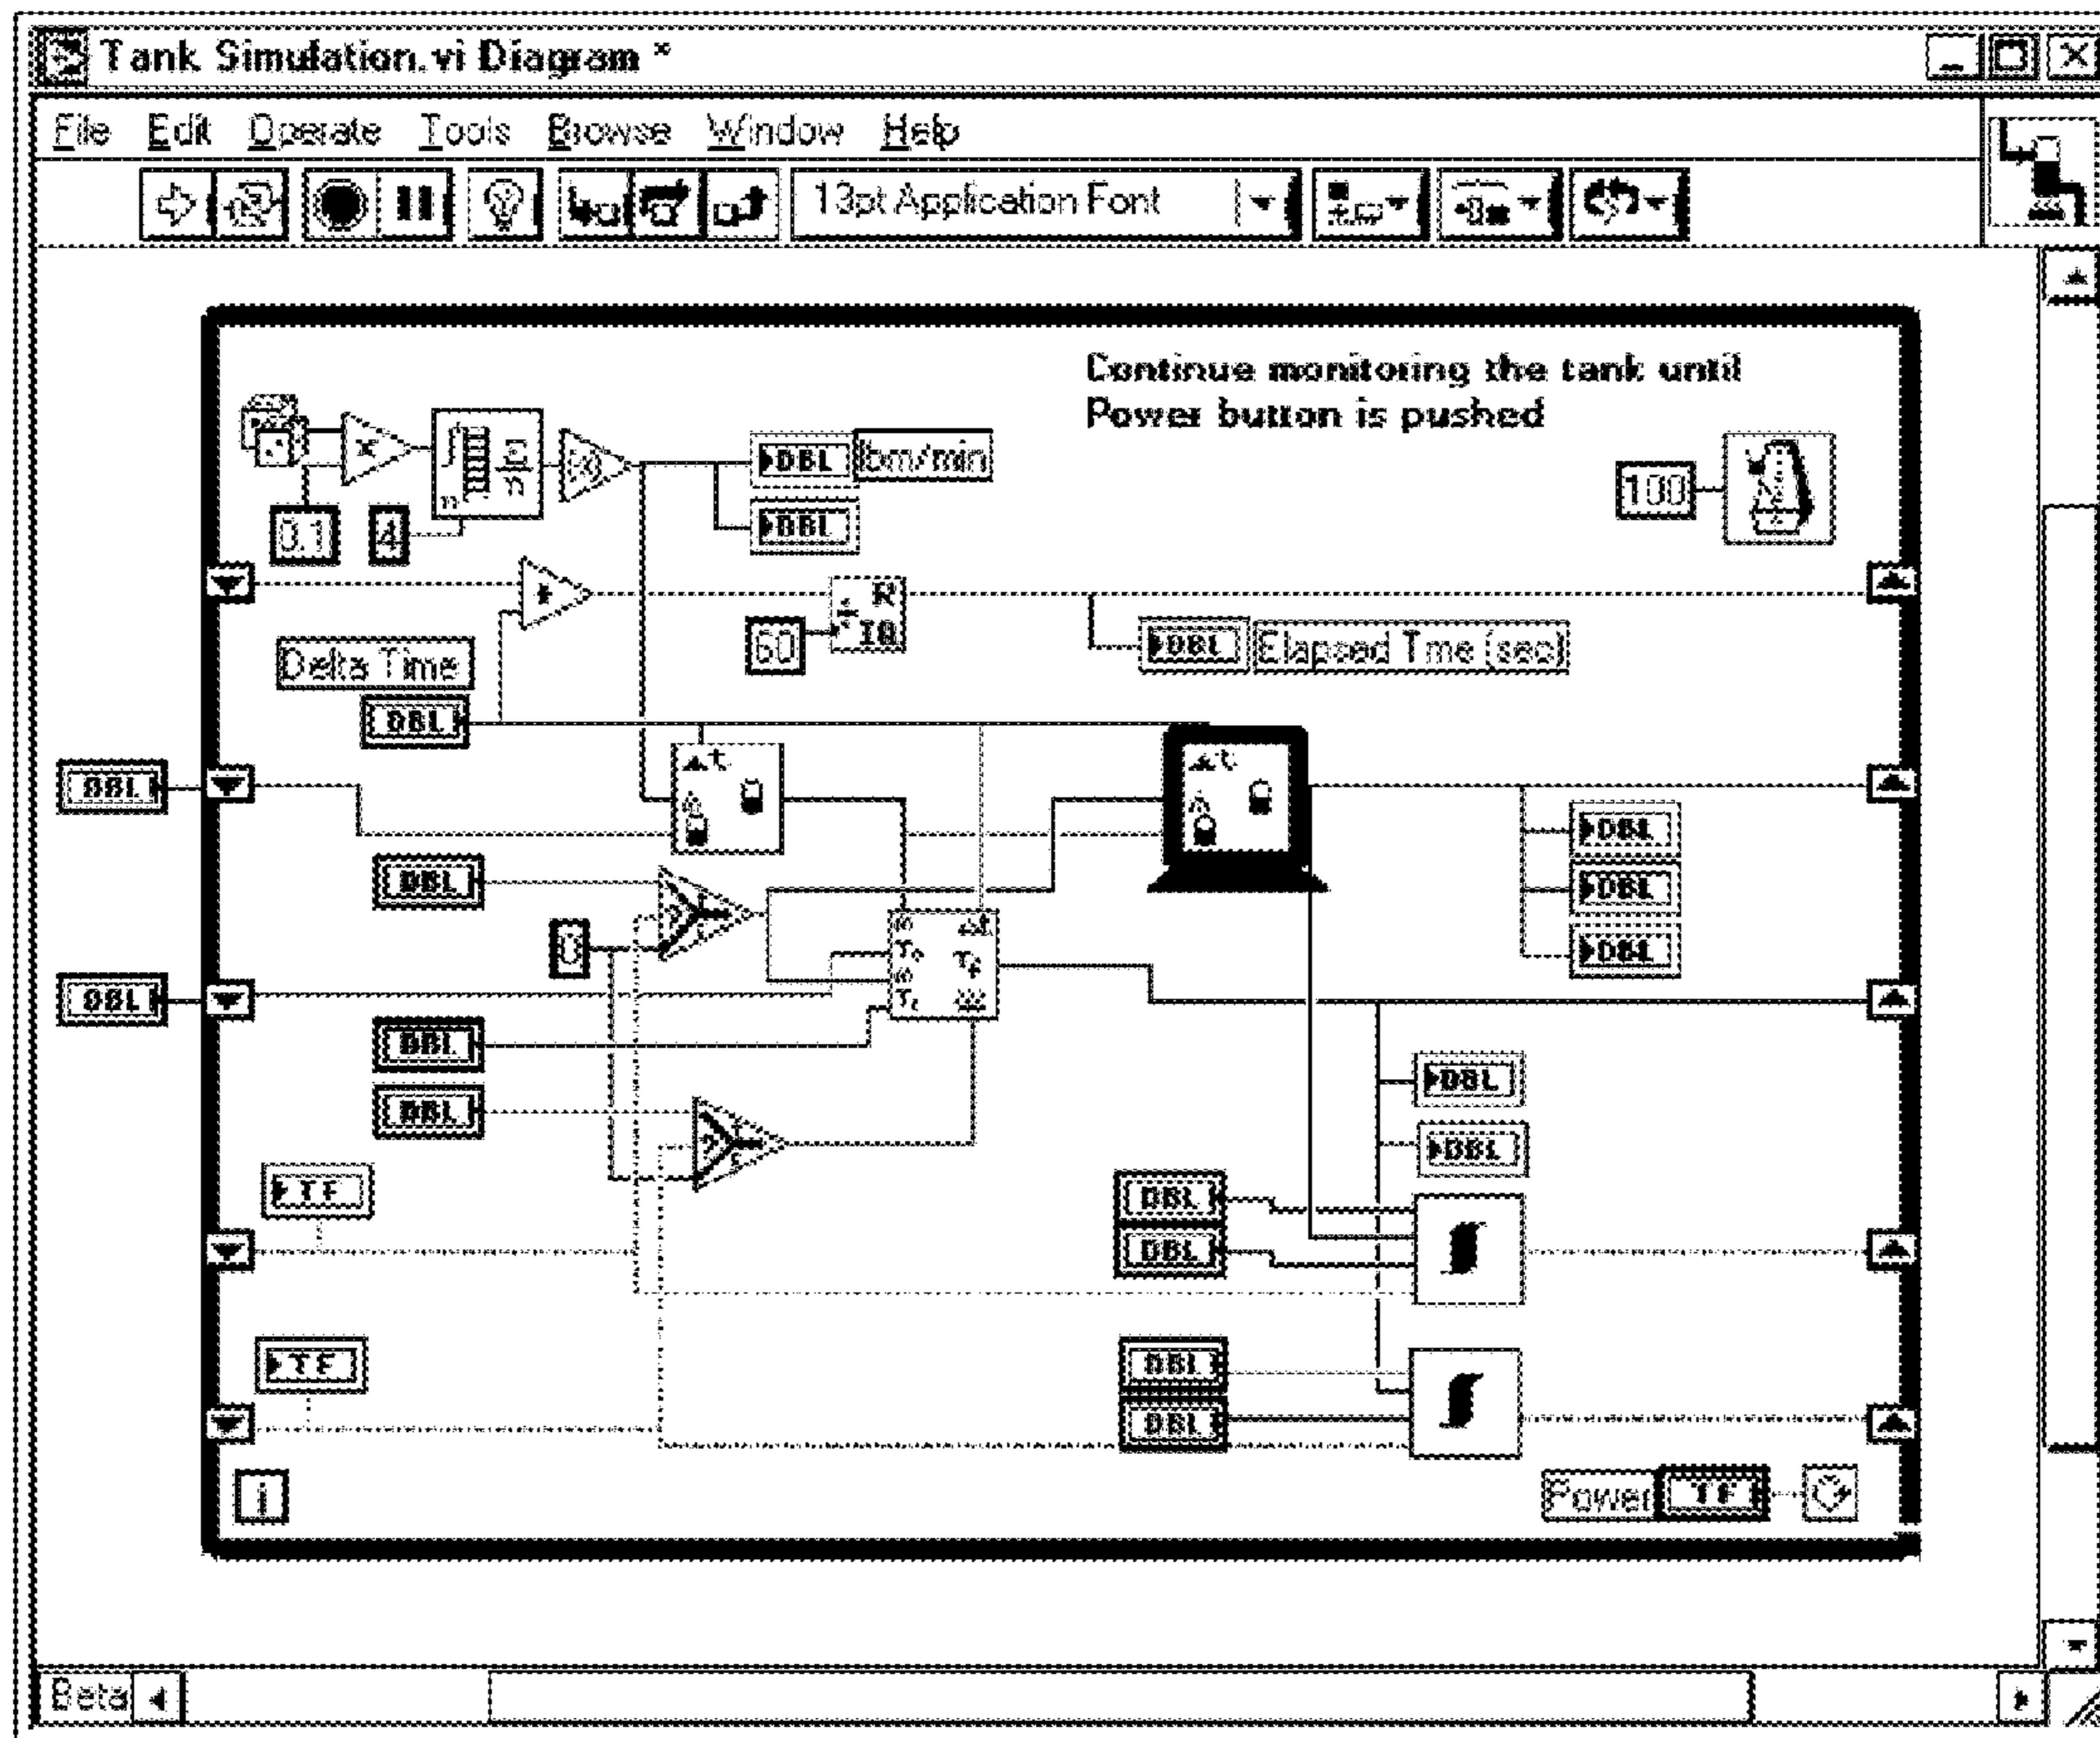 Tank Simulation.vi Diagram *
File Edit Operate Tools Browse Window Help
13pt Application Font
Continue monitoring the tank until
Power button is pushed
DBL lbm/min
100
0.1 4
DBL
R
60 IQ
DBL Elapsed Tme (sec)
Delta Time
DBL
t t
DBL
DBL
DBL
DBL
0
DBL
DBL
DBL
DBL
DBL
DBL
TF
DBL
DBL
DBL
TF
DBL
DBL
i
Power TF
Beta